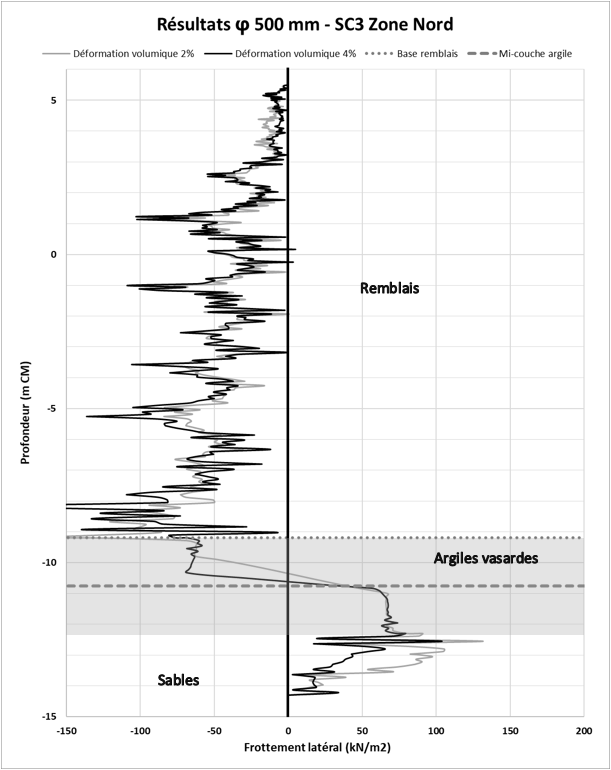 Résultats φ 500 mm - SC3 Zone Nord
Déformation volumique 2% Déformation volumique 4% Base remblais Mi-couche argile
5
0
Remblais
Profondeur (m CM)
-5
Argiles vasardes
-10
Sables
-15
-150 -100 -50 0 50 100 150 200
Frottement latéral (kN/m2)